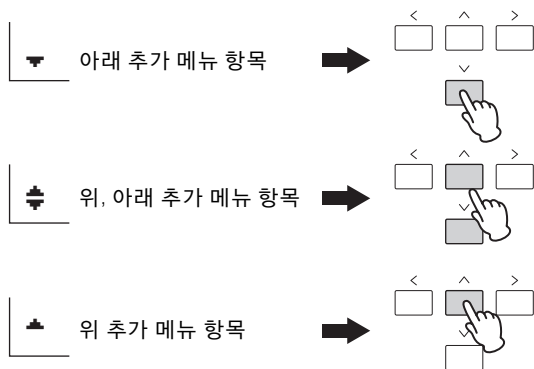 아래 추가 메뉴 항목
위, 아래 추가 메뉴 항목
위 추가 메뉴 항목